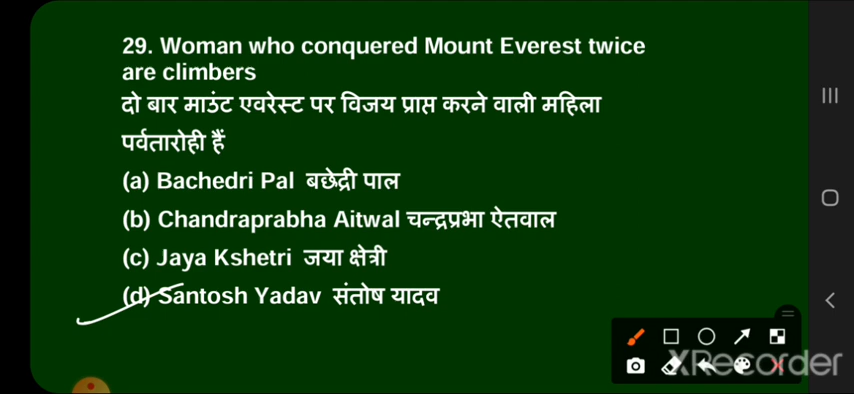 29. Woman who conquered Mount Everest twice
are climbers
दो बार माउंट एवरेस्ट पर विजय प्राप्त करने वाली महिला
पर्वतारोही हैं
(a) Bachedri Pal बछेद्री पाल
(b) Chandraprabha Aitwal चन्द्रप्रभा ऐतवाल
(c) Jaya Kshetri जया क्षेत्री
(d) Santosh Yadav संतोष यादव
XRecorder